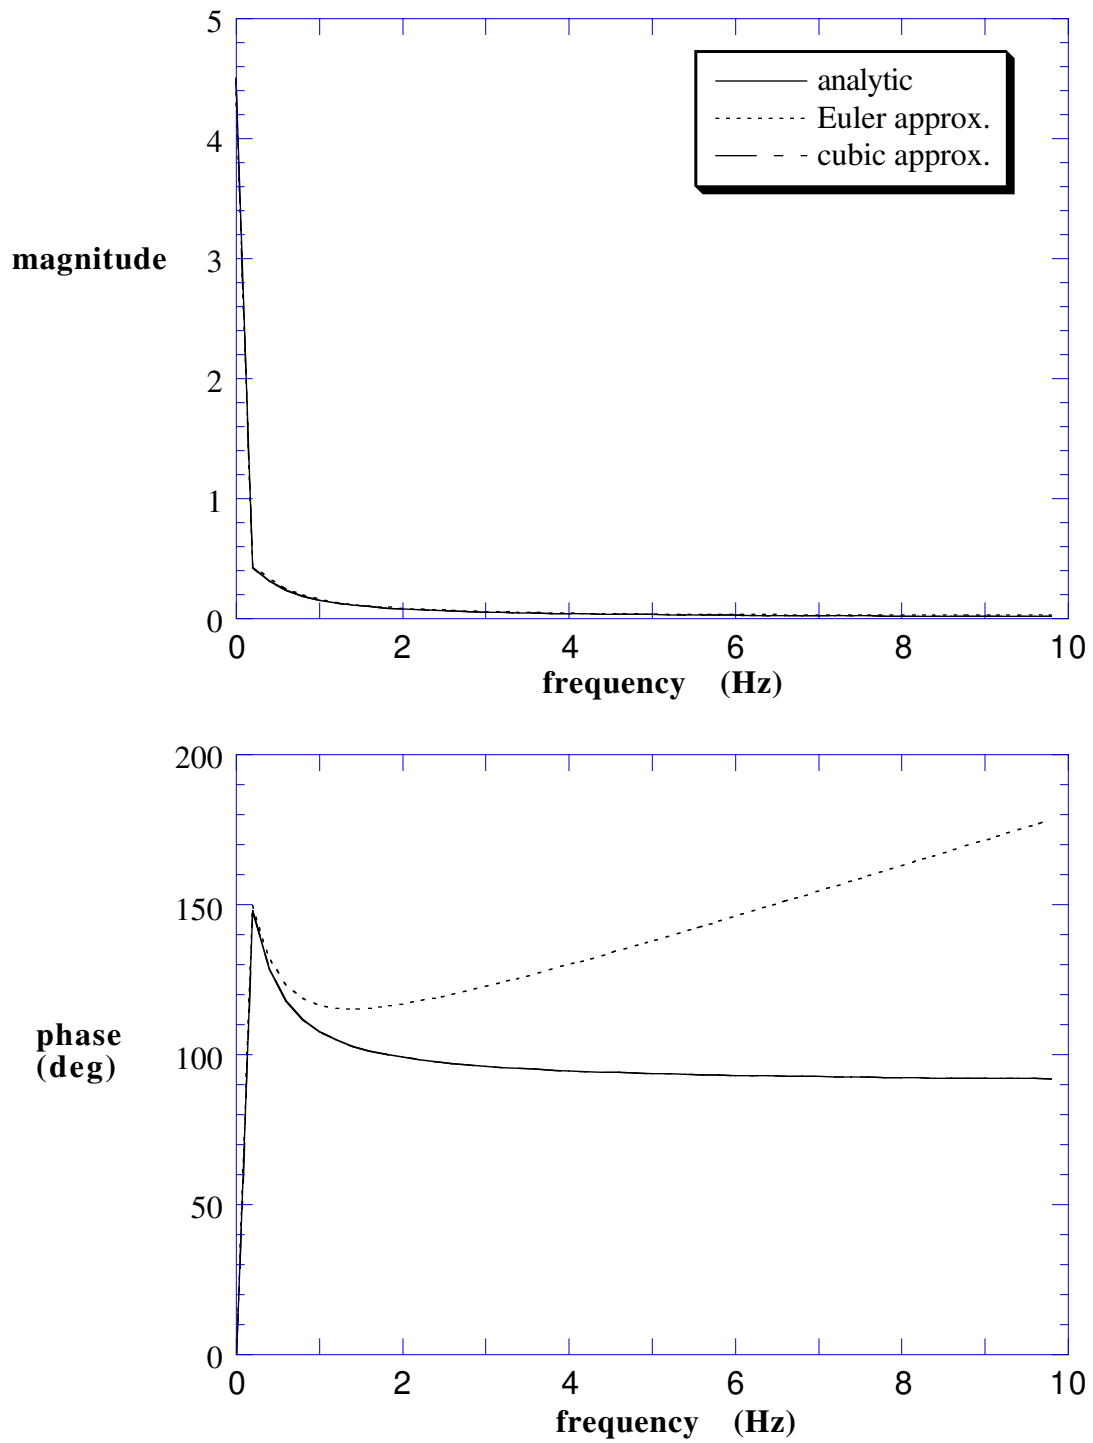 5
analytic
Euler approx.
cubic approx.
4
magnitude
3
2
1
0
0 2 4 6 8 10
frequency (Hz)
200
150
phase
(deg)
100
50
0
0 2 4 6 8 10
frequency (Hz)